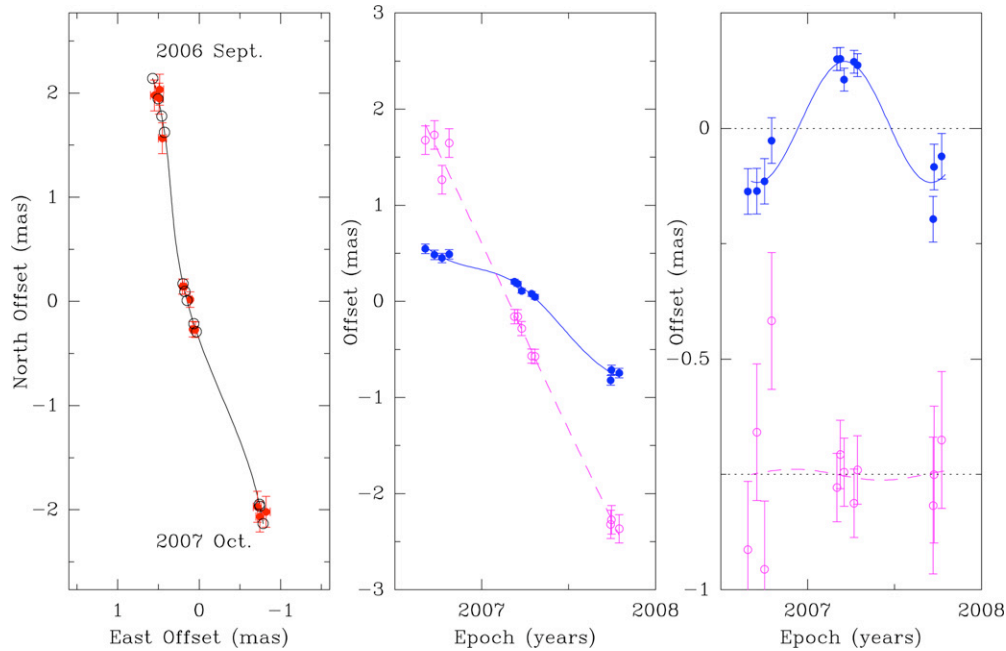 2006 Sept.
2007 Oct.
North Offset (mas)
2
1
0
−1
−2
1
0
−1
East Offset (mas)
Offset (mas)
3
2
1
0
−1
−2
−3
2007
2008
Epoch (years)
Offset (mas)
0
−0.5
−1
2007
2008
Epoch (years)